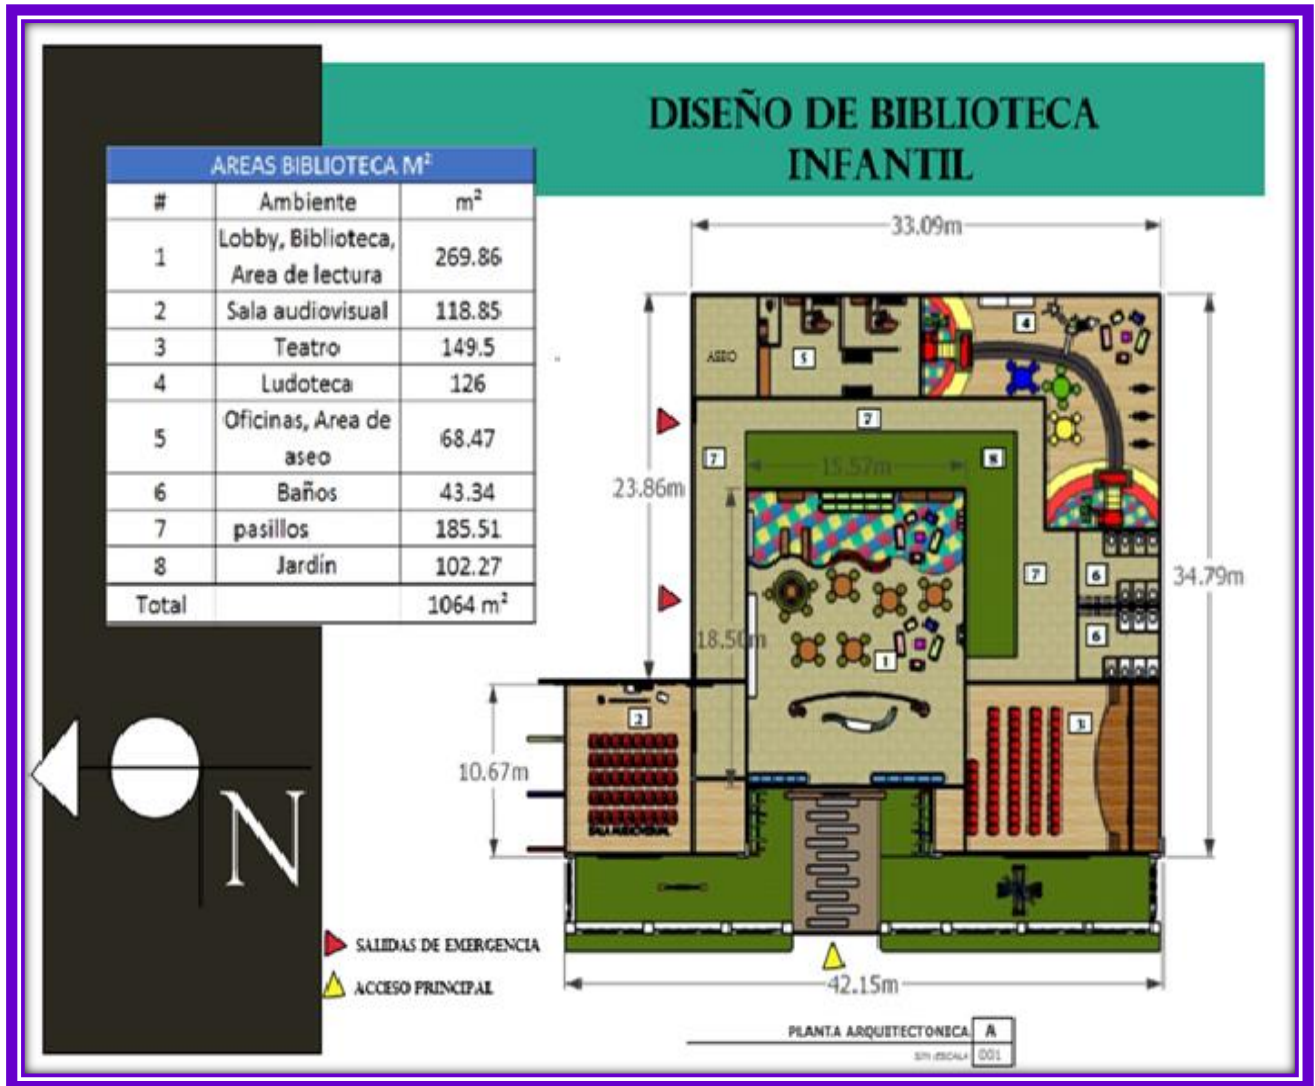 DISEÑO DE BIBLIOTECA
INFANTIL
AREAS BIBLIOTECA M²
# Ambiente m²
1 Lobby, Biblioteca, Area de lectura 269.86
2 Sala audiovisual 118.85
3 Teatro 149.5
4 Ludoteca 126
5 Oficinas, Area de aseo 68.47
6 Baños 43.34
7 pasillos 185.51
8 Jardín 102.27
Total 1064 m²
33.09m
ASEO
5
4
7
7
8
15.57m
23.86m
34.79m
7
6
6
18.50m
1
2
3
10.67m
SALA AUDIOVISUAL
N
SALIDAS DE EMERGENCIA
ACCESO PRINCIPAL
42.15m
PLANTA ARQUITECTONICA A
SIN ESCALA 001